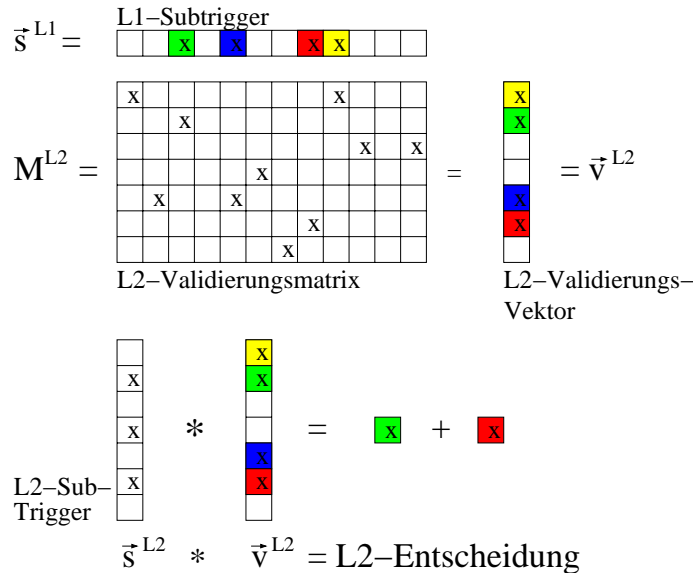 L1–Subtrigger
s⃗ L1 = x x x x
x x
x
x x
M L2 = x = = v⃗ L2
x x
x
x
x
x
x
x
L2–Validierungsmatrix
L2–Validierungs–
Vektor
x
x x
x * = x + x
x
x x
L2–Sub–
Trigger
s⃗ L2 * v⃗ L2 = L2–Entscheidung